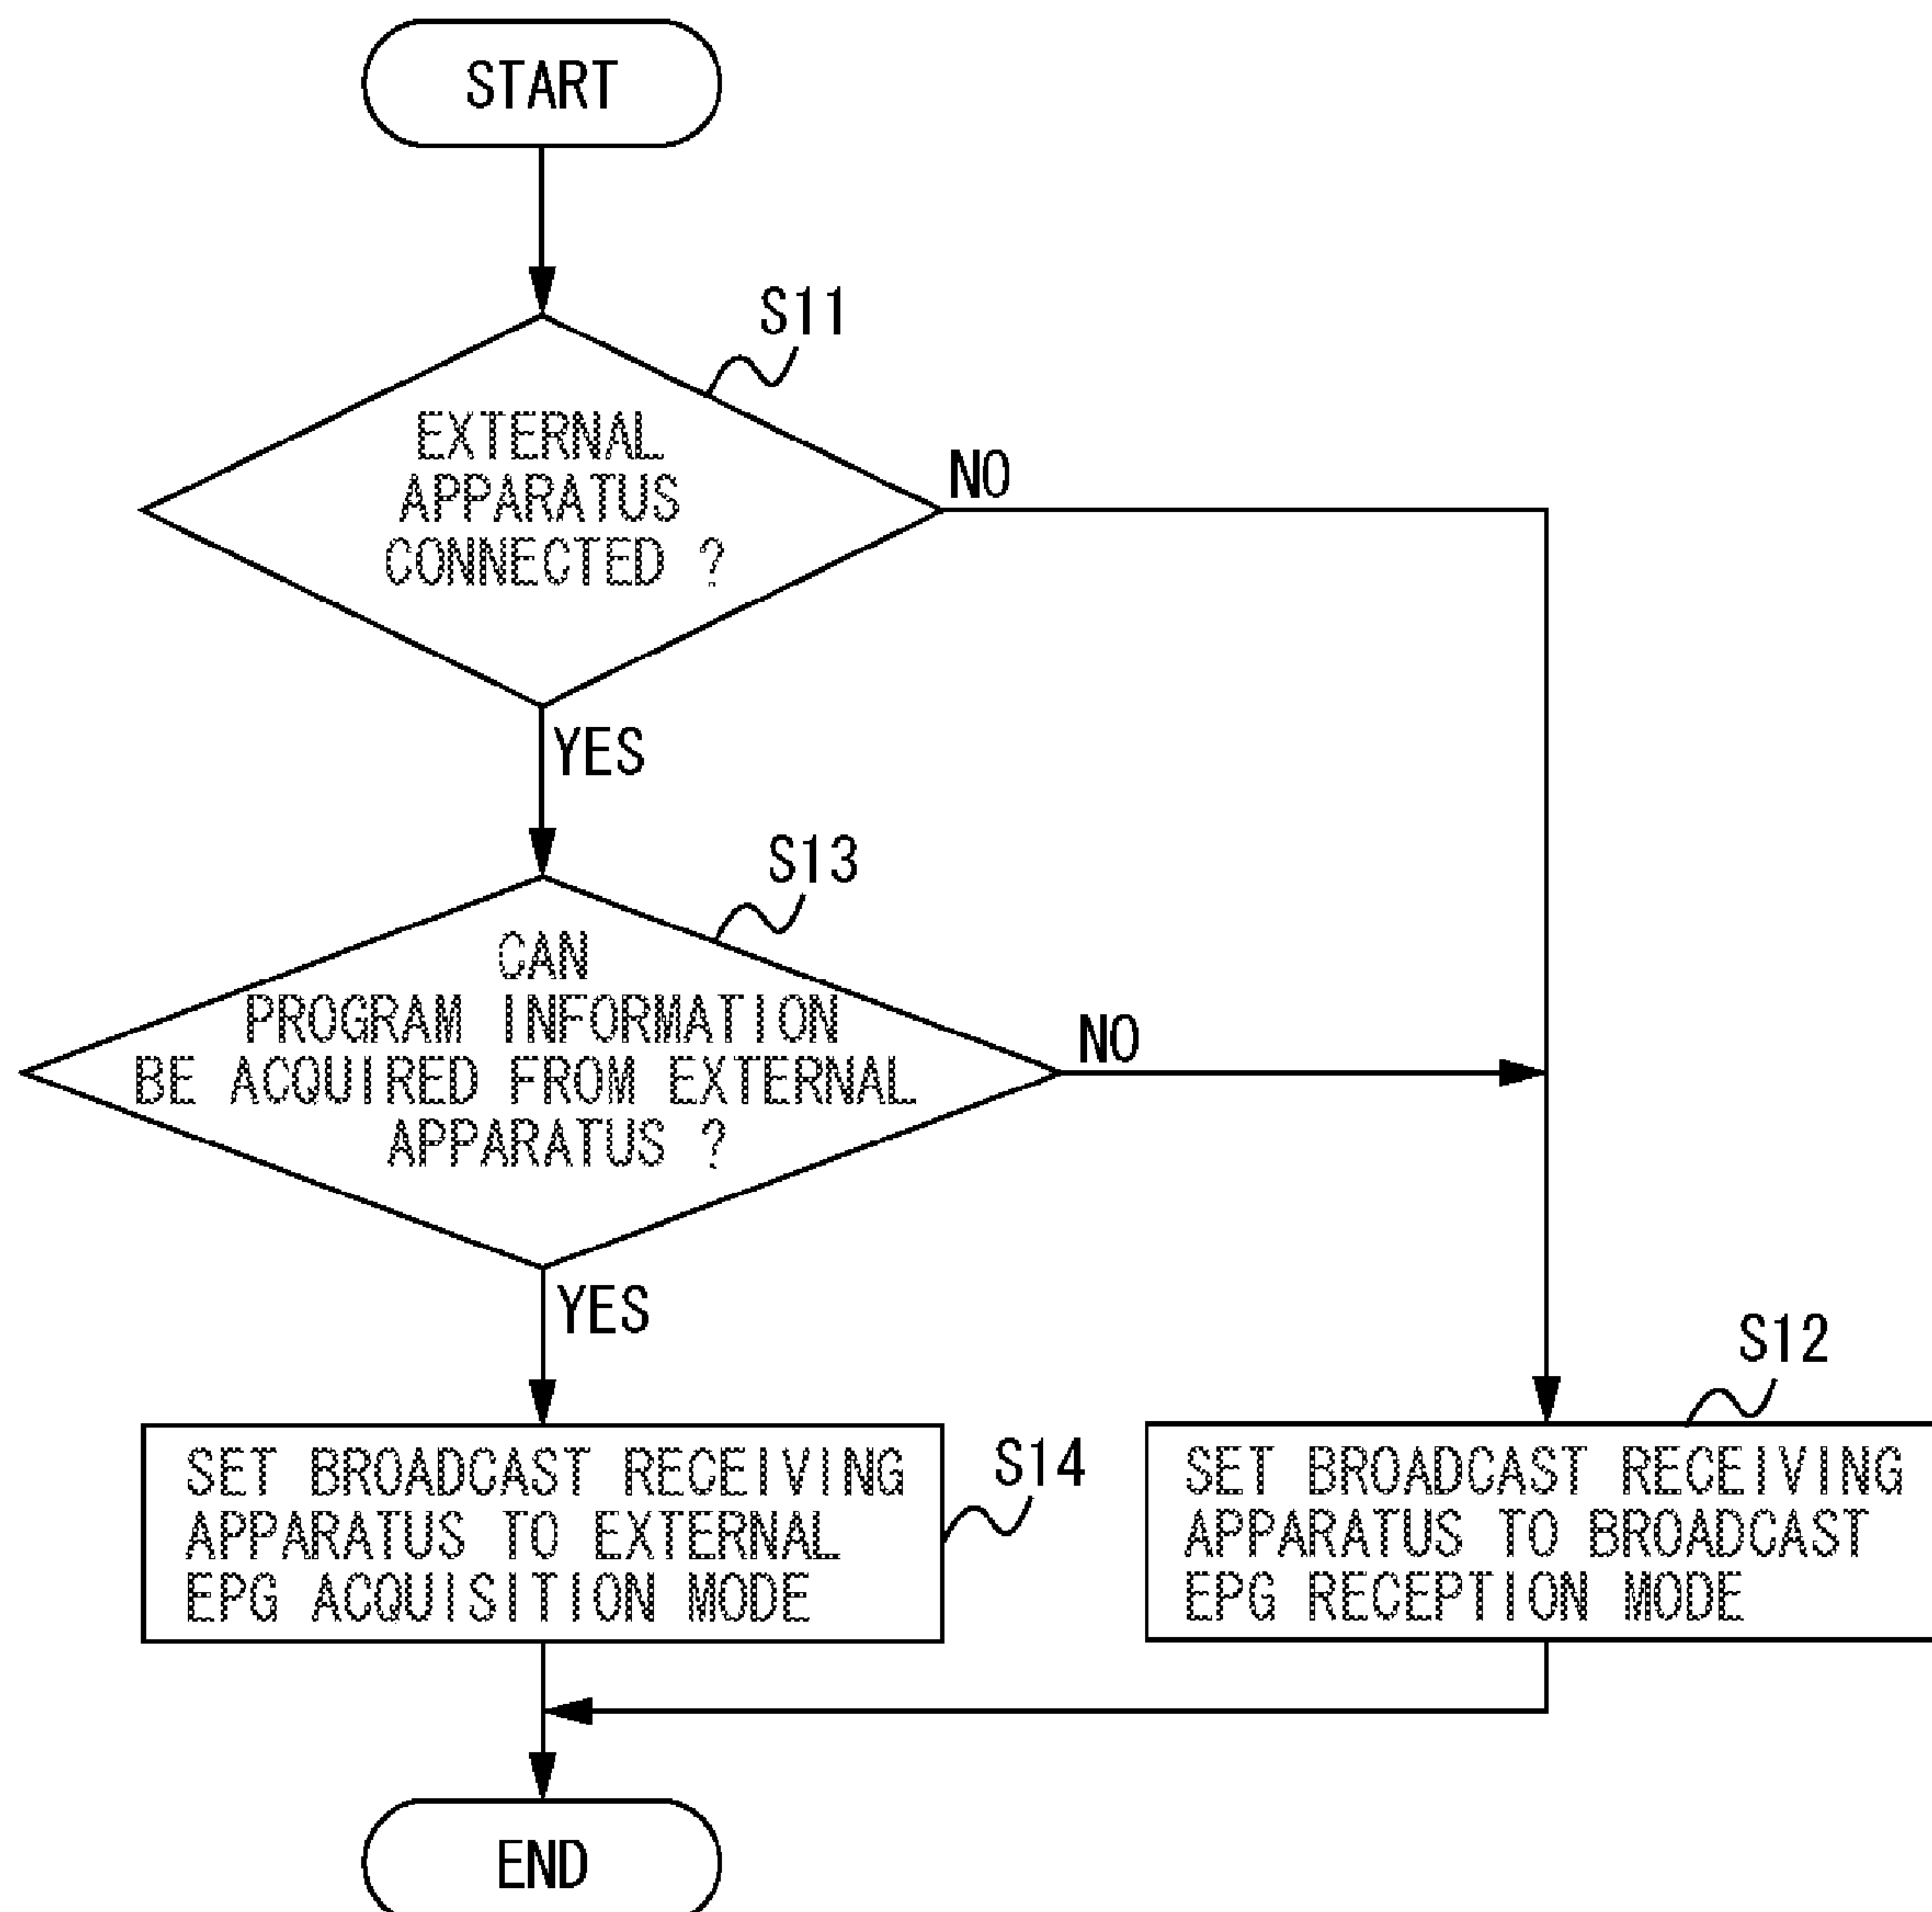 START
S11
EXTERNAL
APPARATUS
CONNECTED ?
NO
YES
S13
CAN
PROGRAM INFORMATION
BE ACQUIRED FROM EXTERNAL
APPARATUS ?
NO
YES
S12
S14
SET BROADCAST RECEIVING
APPARATUS TO EXTERNAL
EPG ACQUISITION MODE
SET BROADCAST RECEIVING
APPARATUS TO BROADCAST
EPG RECEPTION MODE
END